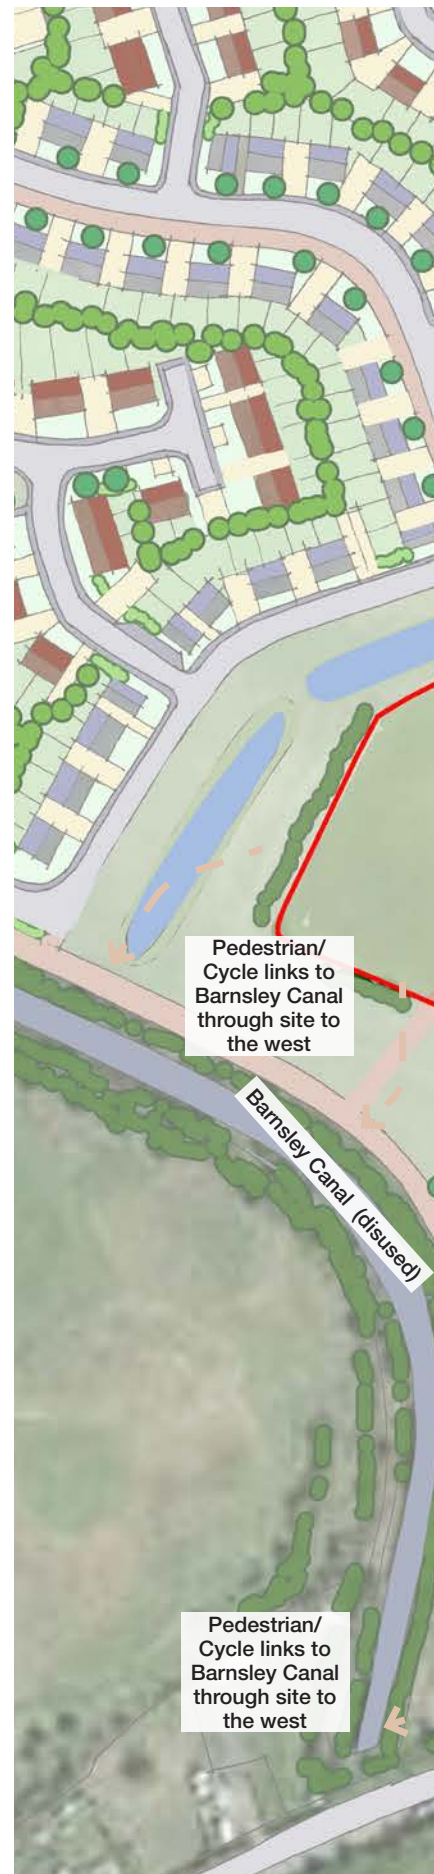 Pedestrian/
Cycle links to
Barnsley Canal
through site to
the west
Barnsley Canal (disused)
Pedestrian/
Cycle links to
Barnsley Canal
through site to
the west